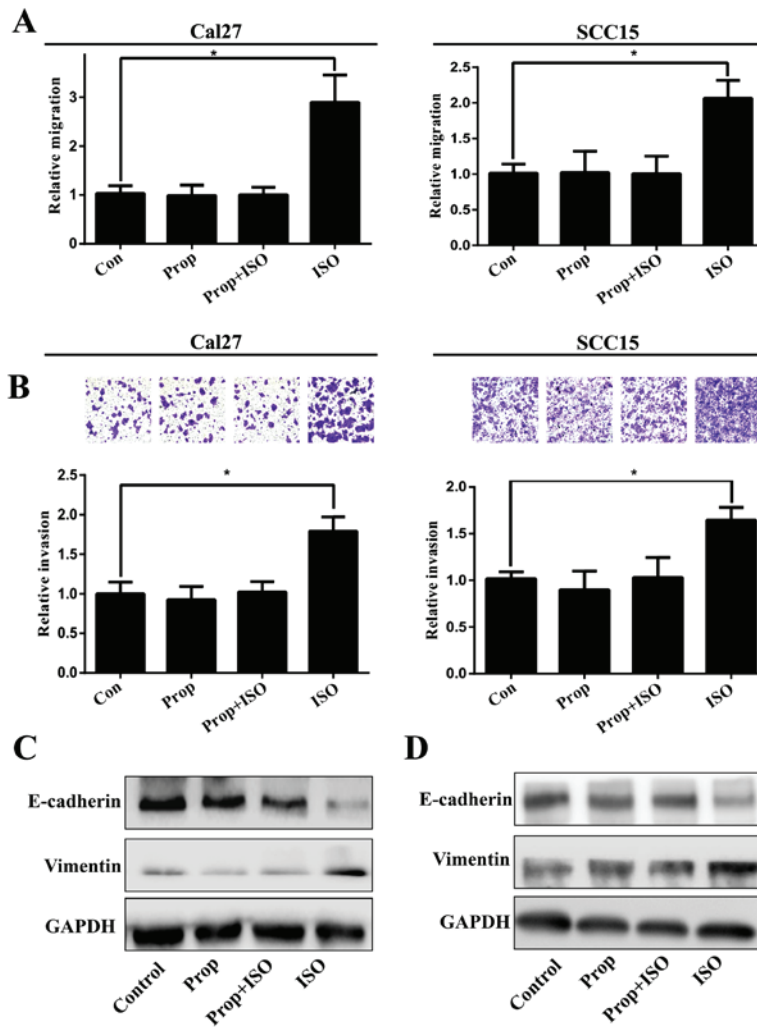 A
Cal27
SCC15
*
*
Relative migration
3
2
1
0
Con
Prop
Prop+ISO
ISO
Relative migration
2.5
2.0
1.5
1.0
0.5
0.0
Con
Prop
Prop+ISO
ISO
Cal27
SCC15
B
*
*
Relative invasion
2.5
2.0
1.5
1.0
0.5
0.0
Con
Prop
Prop+ISO
ISO
Relative invasion
2.0
1.5
1.0
0.5
0.0
Con
Prop
Prop+ISO
ISO
C
E-cadherin
Vimentin
GAPDH
Control
Prop
Prop+ISO
ISO
D
E-cadherin
Vimentin
GAPDH
Control
Prop
Prop+ISO
ISO